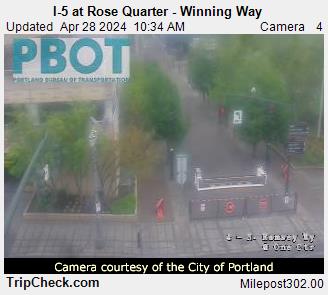 I-5 at Rose Quarter - Winning Way
Updated Apr 28 2024 10:34 AM Camera 4
PBOT
PORTLAND BUREAU OF TRANSPORTATION
Camera courtesy of the City of Portland
TripCheck.com Milepost302.00